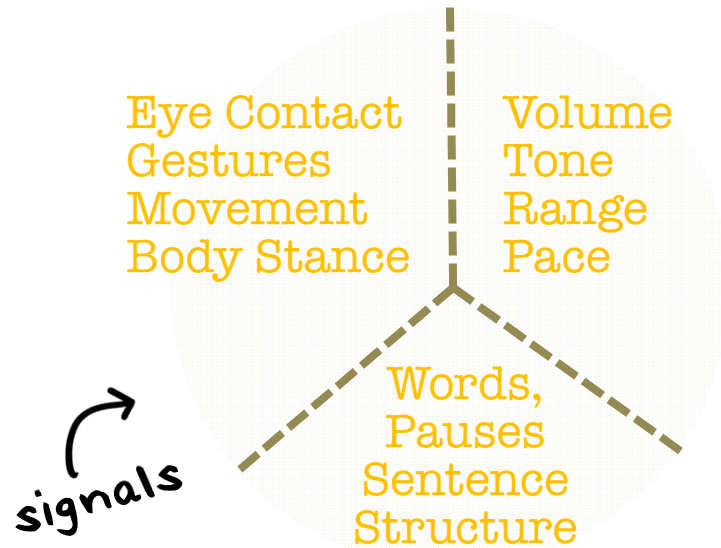 Eye Contact
Gestures
Movement
Body Stance
Volume
Tone
Range
Pace
Words,
Pauses
Sentence
Structure
signals